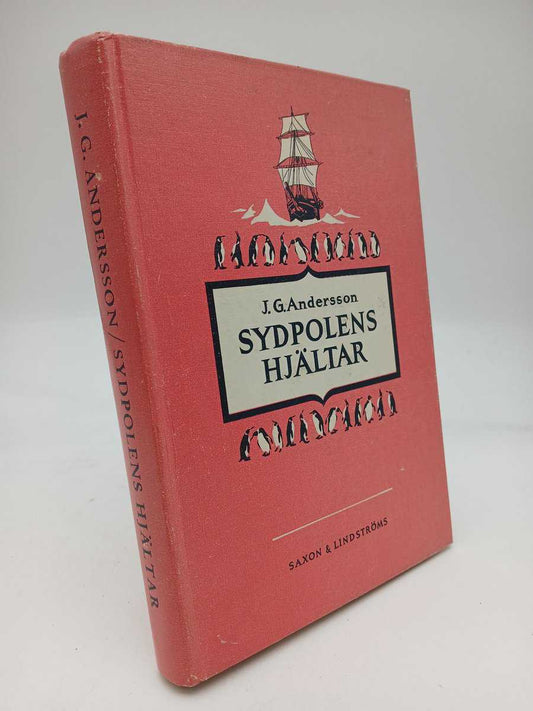 J. G. ANDERSSON / SYDPOLENS HJÄLTAR
J. G. Andersson
SYDPOLENS
HJÄLTAR
SAXON & LINDSTRÖMS